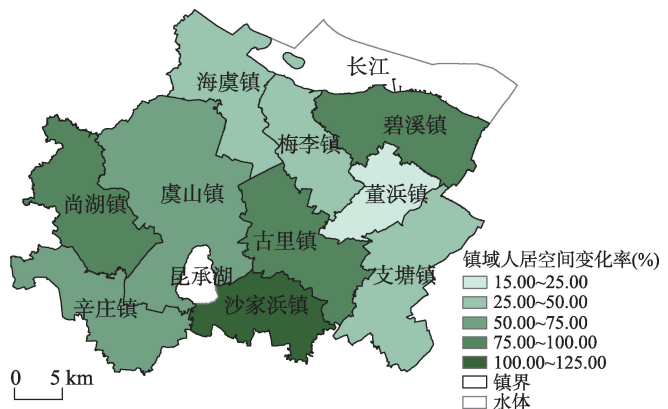 长江
海虞镇
碧溪镇
梅李镇
董浜镇
虞山镇
尚湖镇
古里镇
昆承湖
支塘镇
沙家浜镇
辛庄镇
镇域人居空间变化率(%)
15.00~25.00
25.00~50.00
50.00~75.00
75.00~100.00
100.00~125.00
镇界
水体
0 5 km